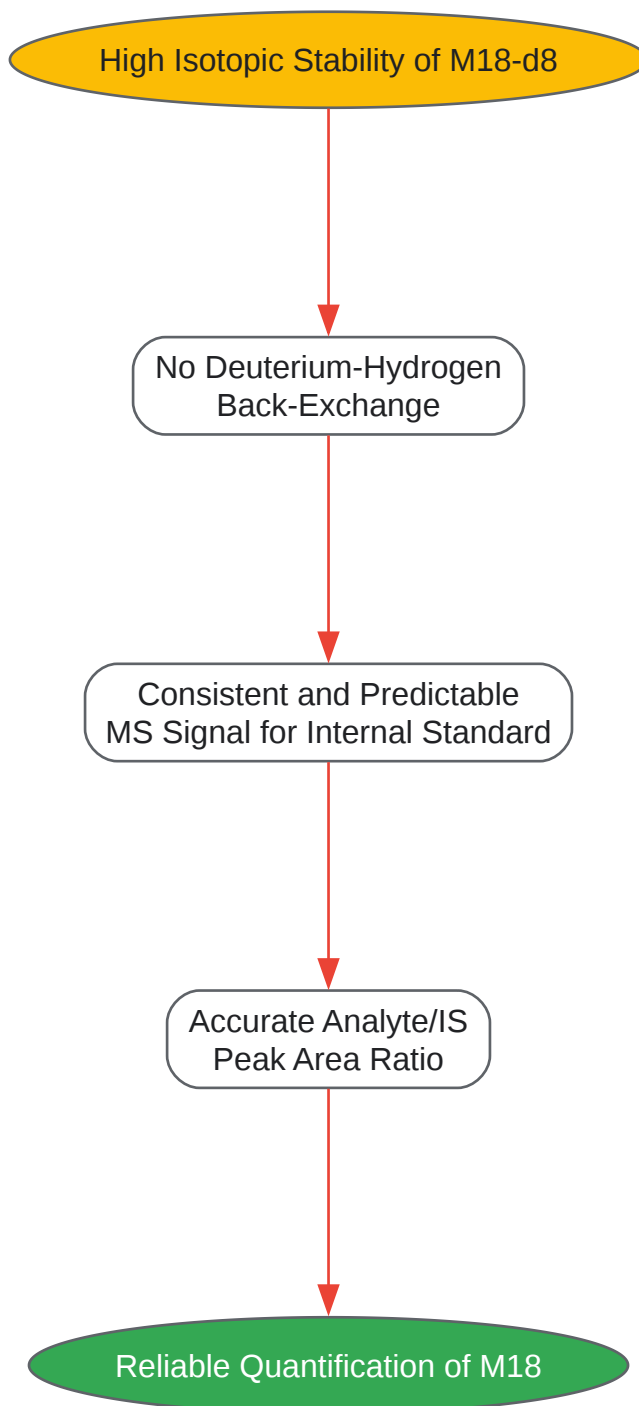 High Isotopic Stability of M18-d8
No Deuterium-Hydrogen
Back-Exchange
Consistent and Predictable
MS Signal for Internal Standard
Accurate Analyte/IS
Peak Area Ratio
Reliable Quantification of M18